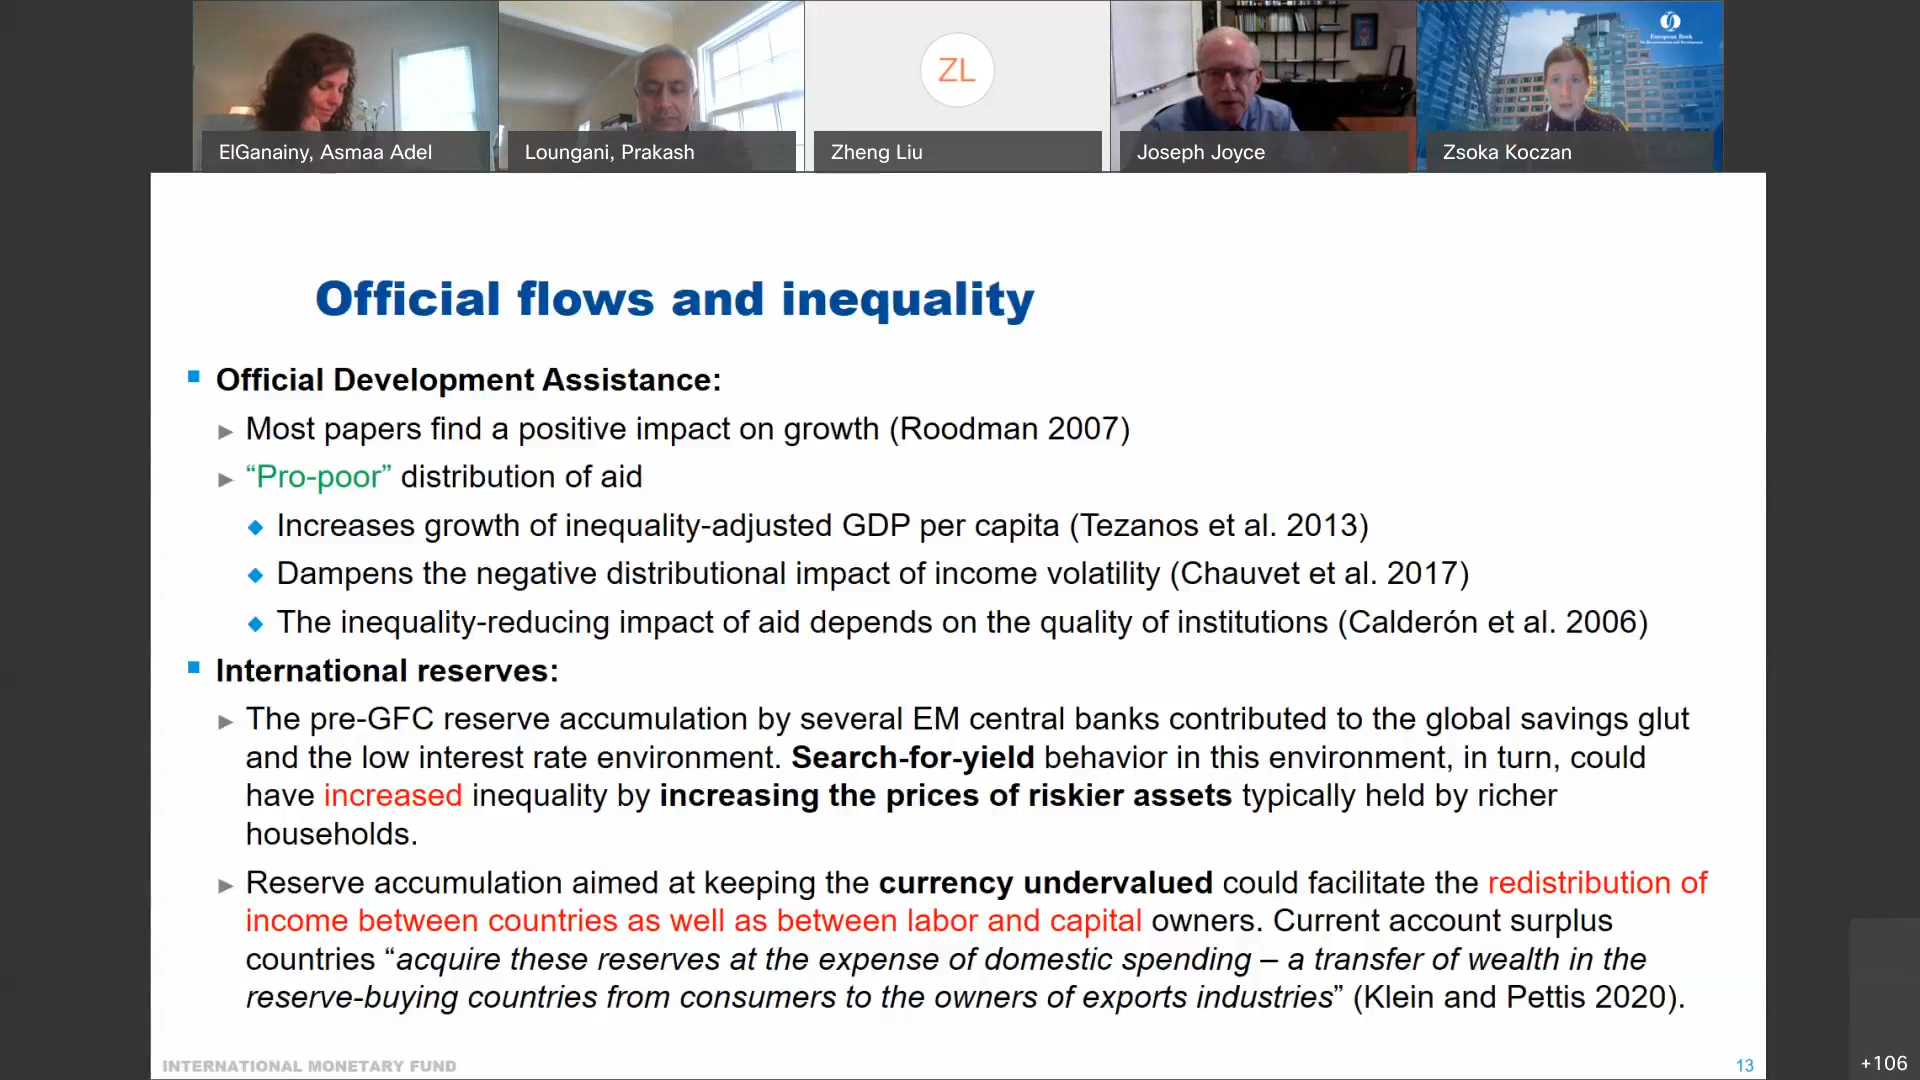 European Bank
ZL
ElGanainy, Asmaa Adel
Loungani, Prakash
Zheng Liu
Joseph Joyce
Zsoka Koczan
Official flows and inequality
Official Development Assistance:
Most papers find a positive impact on growth (Roodman 2007)
“Pro-poor” distribution of aid
Increases growth of inequality-adjusted GDP per capita (Tezanos et al. 2013)
Dampens the negative distributional impact of income volatility (Chauvet et al. 2017)
The inequality-reducing impact of aid depends on the quality of institutions (Calderón et al. 2006)
International reserves:
The pre-GFC reserve accumulation by several EM central banks contributed to the global savings glut
and the low interest rate environment. Search-for-yield behavior in this environment, in turn, could
have increased inequality by increasing the prices of riskier assets typically held by richer
households.
Reserve accumulation aimed at keeping the currency undervalued could facilitate the redistribution of
income between countries as well as between labor and capital owners. Current account surplus
countries “acquire these reserves at the expense of domestic spending – a transfer of wealth in the
reserve-buying countries from consumers to the owners of exports industries” (Klein and Pettis 2020).
INTERNATIONAL MONETARY FUND
13
+106